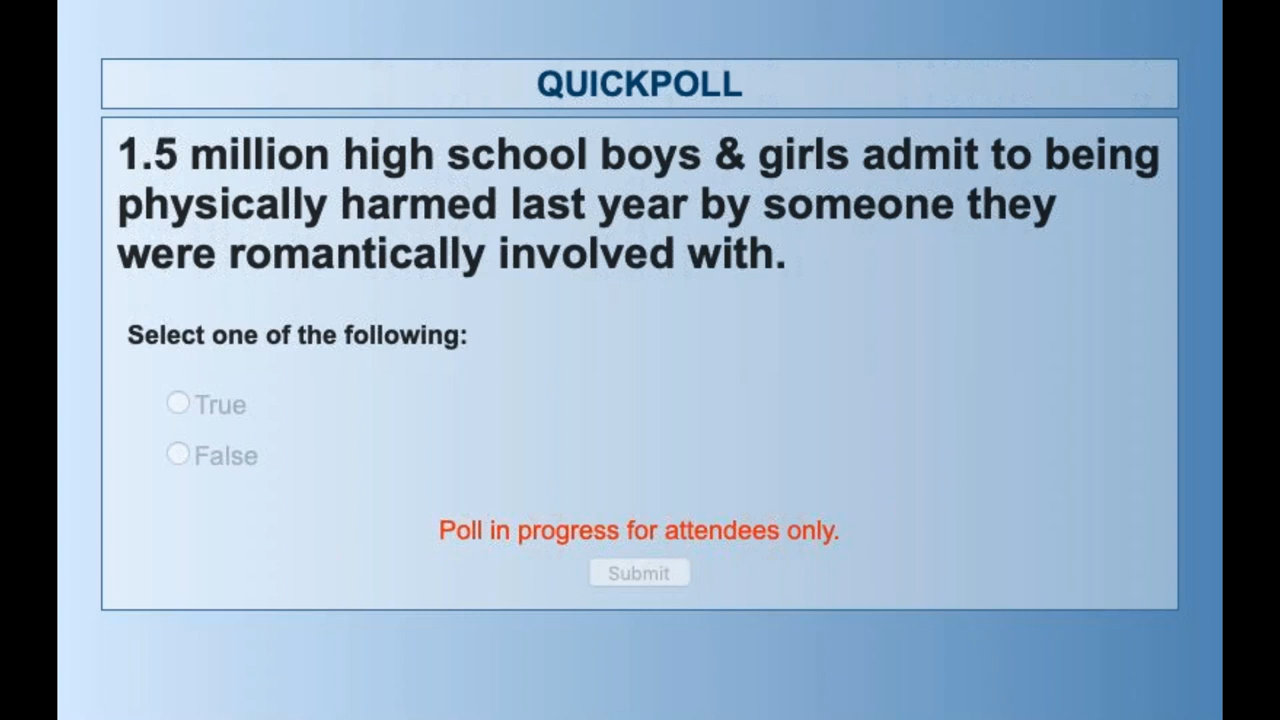 QUICKPOLL
1.5 million high school boys & girls admit to being
physically harmed last year by someone they
were romantically involved with.
Select one of the following:
True
False
Poll in progress for attendees only.
Submit